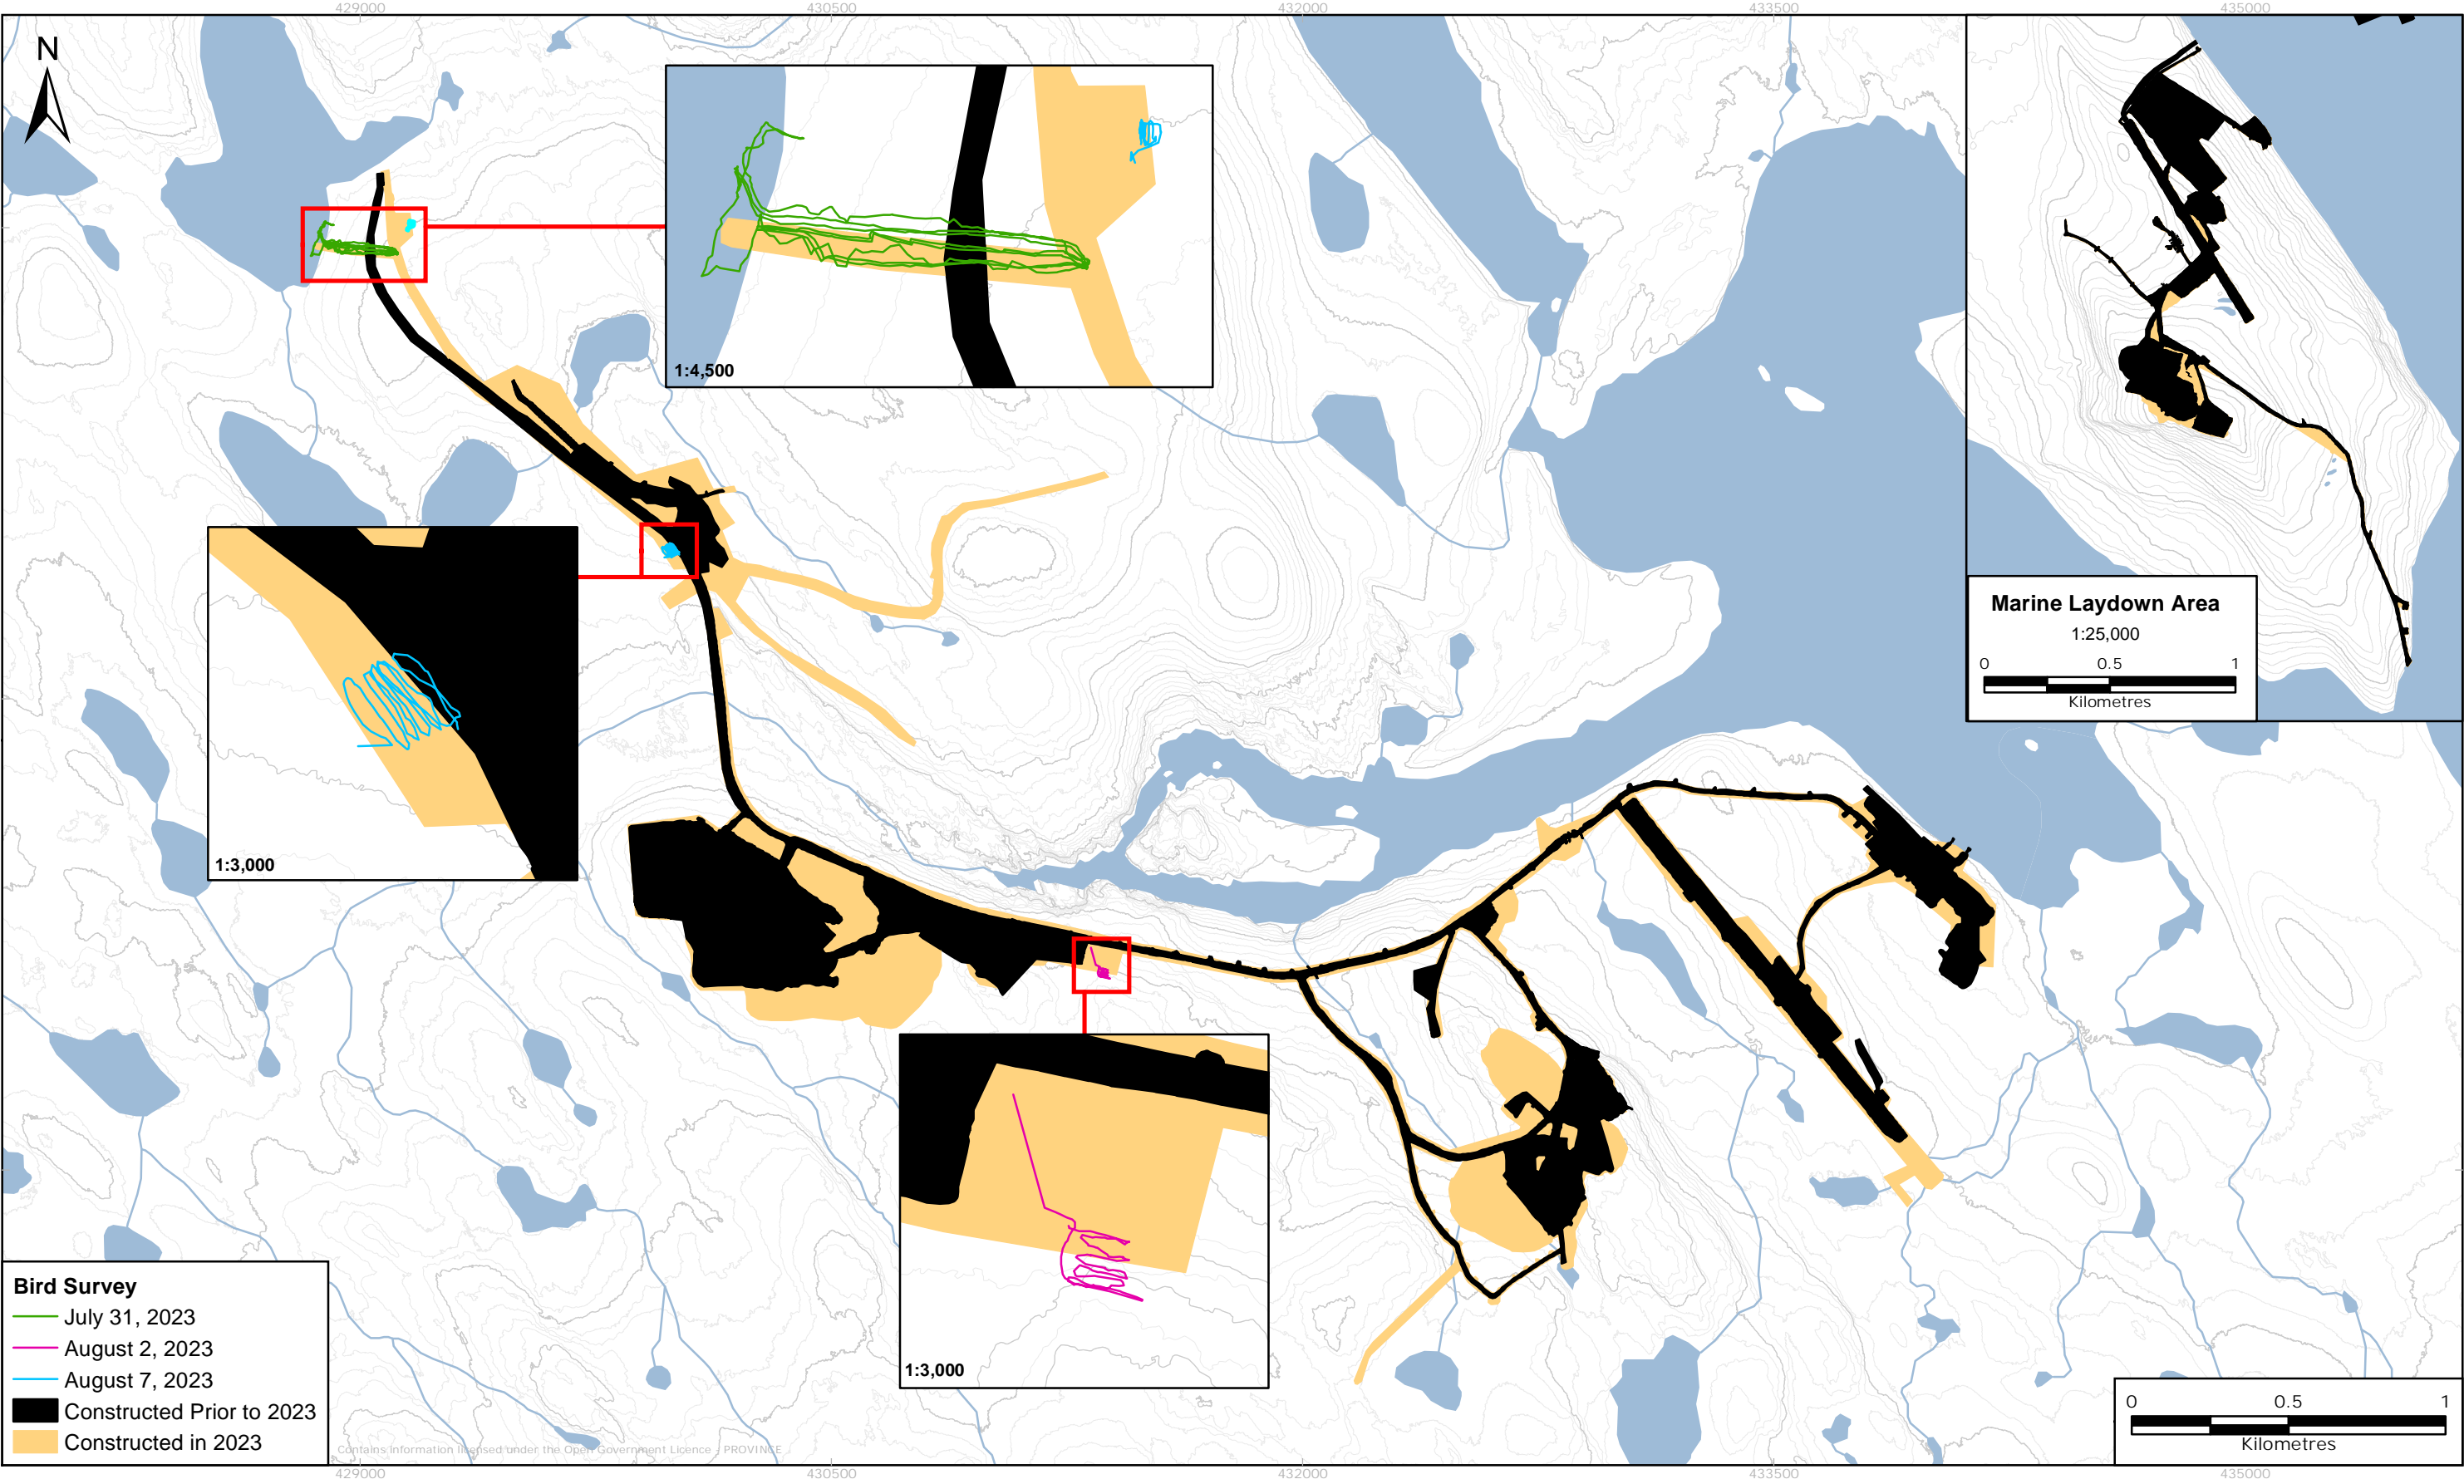 429000 430500 432000 433500 435000
N
1:4,500
1:3,000
Marine Laydown Area
1:25,000
0 0.5 1
Kilometres
1:3,000
Bird Survey
July 31, 2023
August 2, 2023
August 7, 2023
Constructed Prior to 2023
Constructed in 2023
Contains information licensed under the Open Government Licence - PROVINCE
0 0.5 1
Kilometres
429000 430500 432000 433500 435000